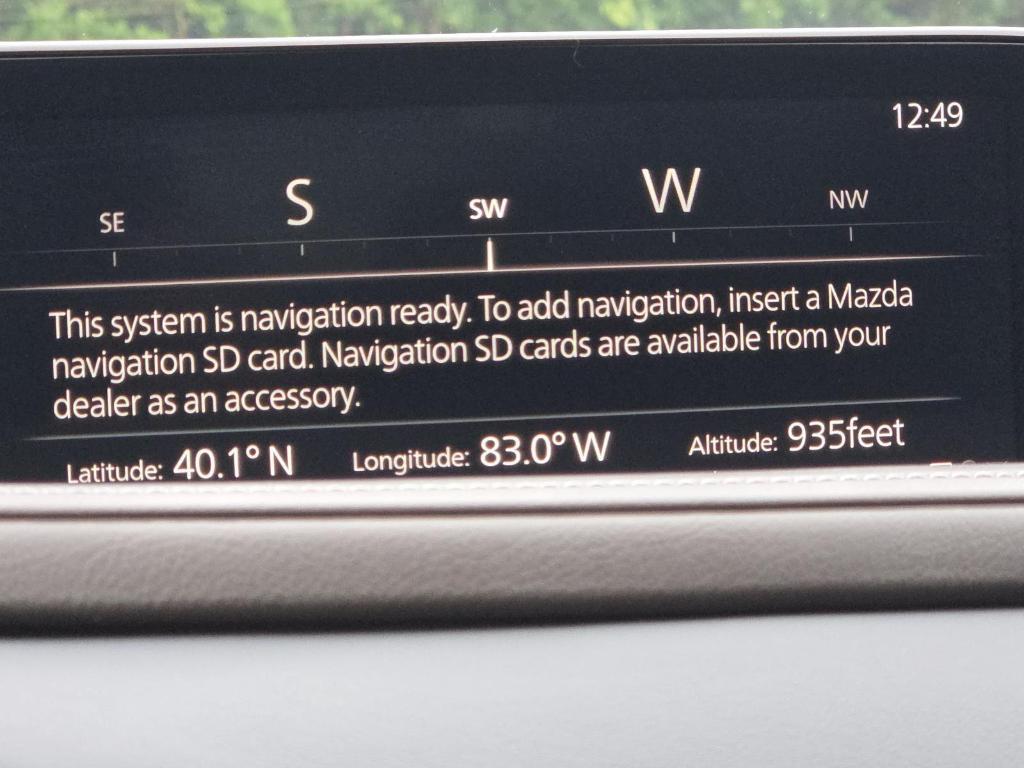 12:49
SE S SW W NW
This system is navigation ready. To add navigation, insert a Mazda
navigation SD card. Navigation SD cards are available from your
dealer as an accessory.
Latitude: 40.1° N Longitude: 83.0° W Altitude: 935feet